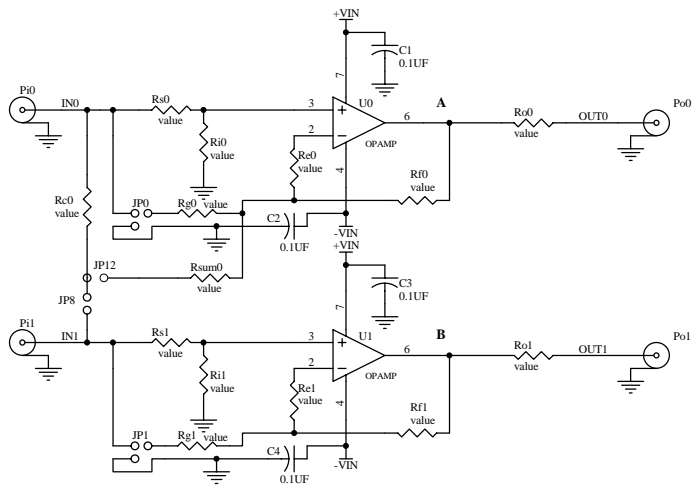 +VIN
C1
0.1UF
7
Pi0
IN0
Rs0
value
3
+
U0
A
6
Po0
Ro0
value
OUT0
2
−
OPAMP
Ri0
value
Re0
value
4
Rf0
value
Rc0
value
JP0
Rg0
value
C2
0.1UF
-VIN
+VIN
JP12
Rsum0
value
C3
0.1UF
JP8
7
Pi1
IN1
Rs1
value
3
+
U1
B
6
Po1
Ro1
value
OUT1
2
−
OPAMP
Ri1
value
Re1
value
4
Rf1
value
JP1
Rg1
value
C4
0.1UF
-VIN